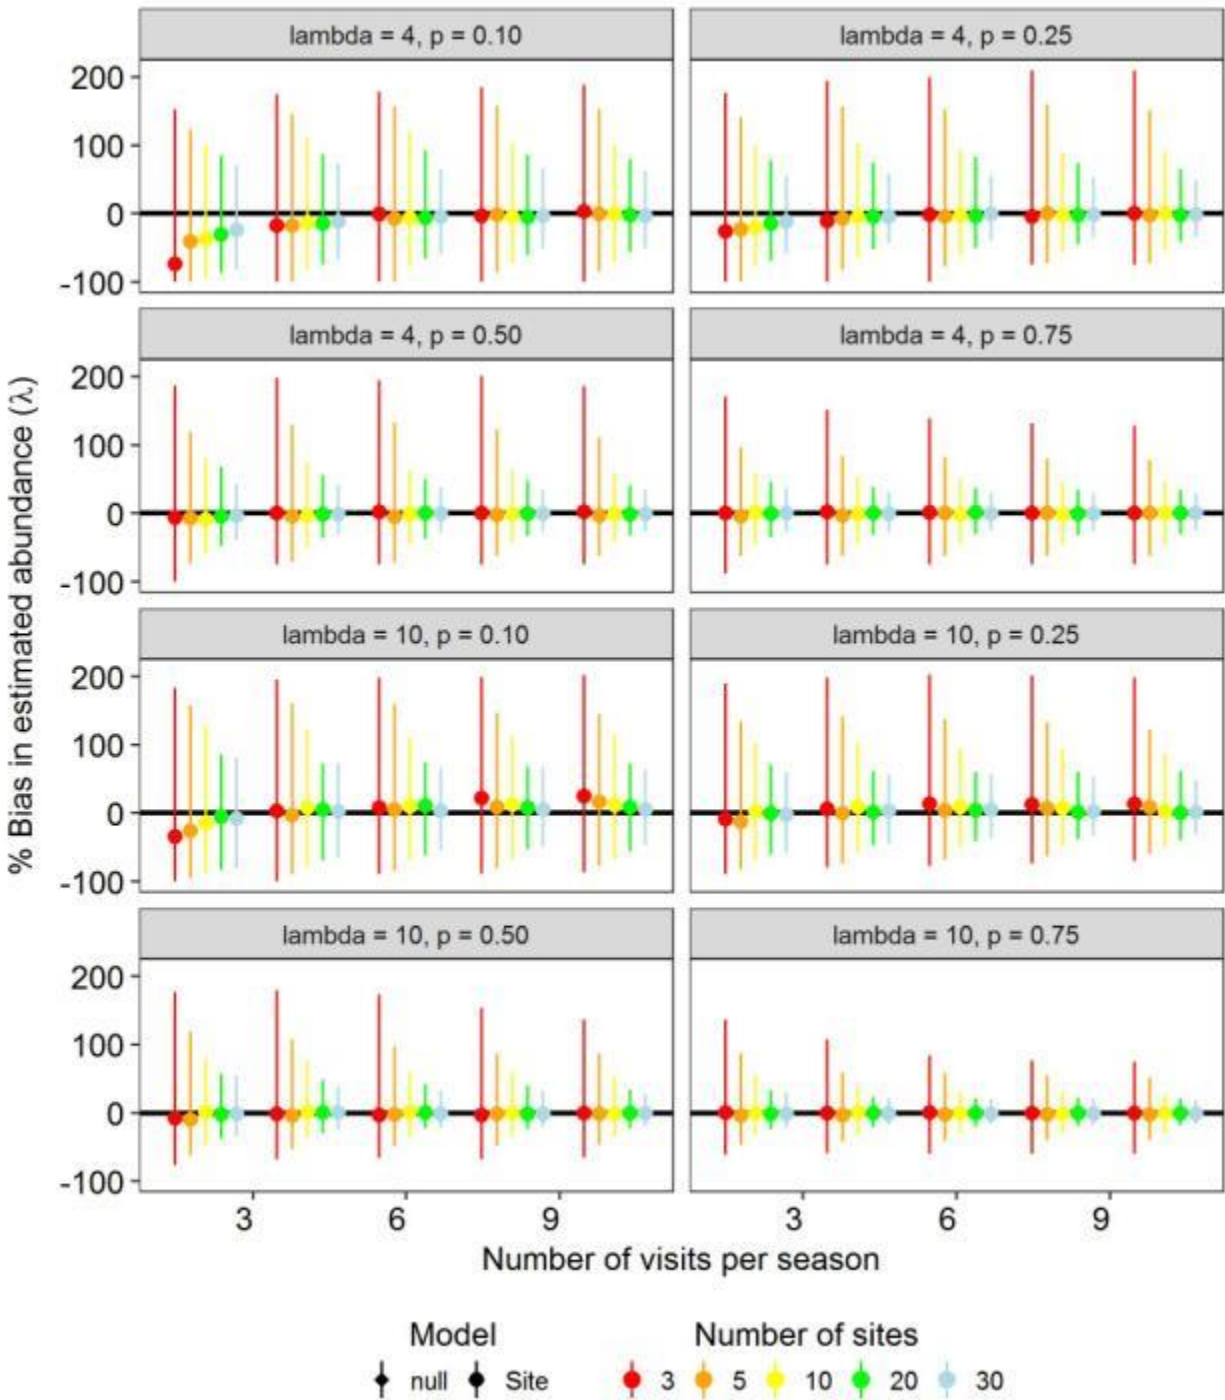 lambda = 4, p = 0.10
lambda = 4, p = 0.25
200
100
0
-100
lambda = 4, p = 0.50
lambda = 4, p = 0.75
200
100
0
-100
% Bias in estimated abundance (λ)
lambda = 10, p = 0.10
lambda = 10, p = 0.25
200
100
0
-100
lambda = 10, p = 0.50
lambda = 10, p = 0.75
200
100
0
-100
3 6 9 3 6 9
Number of visits per season
Model Number of sites
null Site 3 5 10 20 30